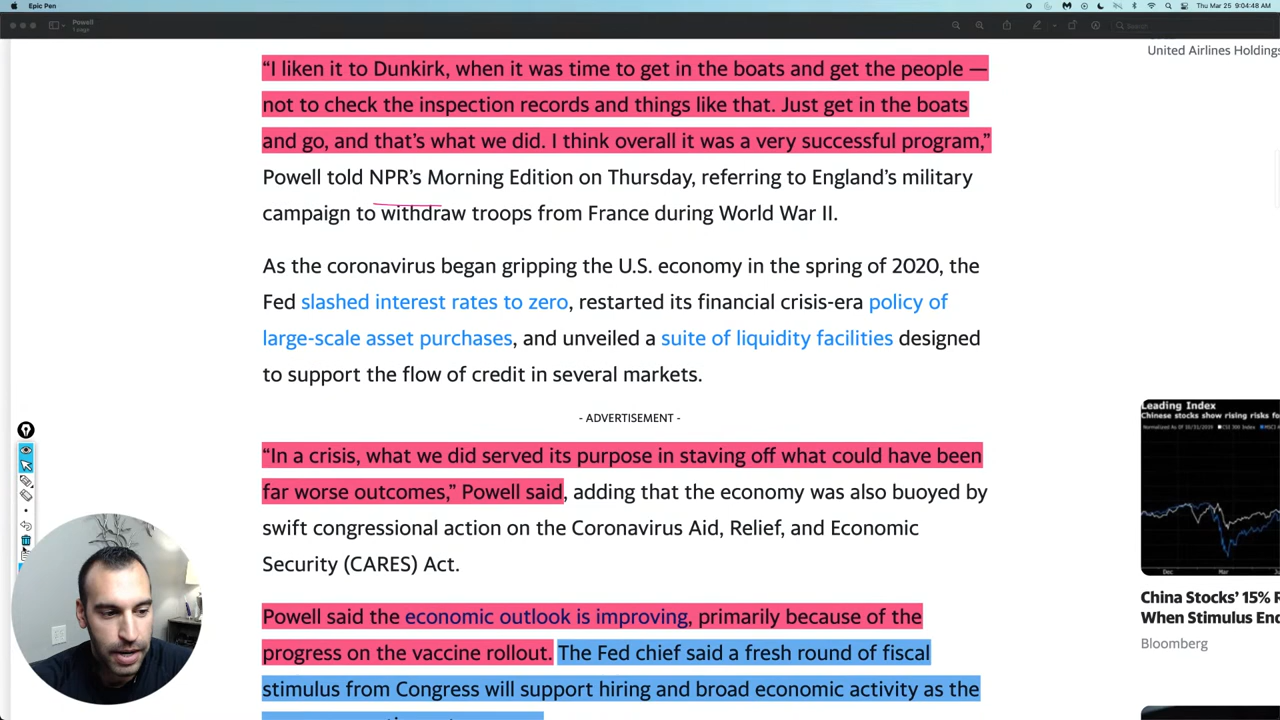 Epic Pen
Thu Mar 25 9:04:48 AM
Powell
Search
United Airlines Holdings
“I liken it to Dunkirk, when it was time to get in the boats and get the people —
not to check the inspection records and things like that. Just get in the boats
and go, and that’s what we did. I think overall it was a very successful program,”
Powell told NPR’s Morning Edition on Thursday, referring to England’s military
campaign to withdraw troops from France during World War II.
As the coronavirus began gripping the U.S. economy in the spring of 2020, the
Fed slashed interest rates to zero, restarted its financial crisis-era policy of
large-scale asset purchases, and unveiled a suite of liquidity facilities designed
to support the flow of credit in several markets.
- ADVERTISEMENT -
“In a crisis, what we did served its purpose in staving off what could have been
far worse outcomes,” Powell said, adding that the economy was also buoyed by
swift congressional action on the Coronavirus Aid, Relief, and Economic
Security (CARES) Act.
Powell said the economic outlook is improving, primarily because of the
progress on the vaccine rollout. The Fed chief said a fresh round of fiscal
stimulus from Congress will support hiring and broad economic activity as the
Leading Index
Chinese stocks show rising risks fo
Dec Mar
China Stocks’ 15% R
When Stimulus End
Bloomberg